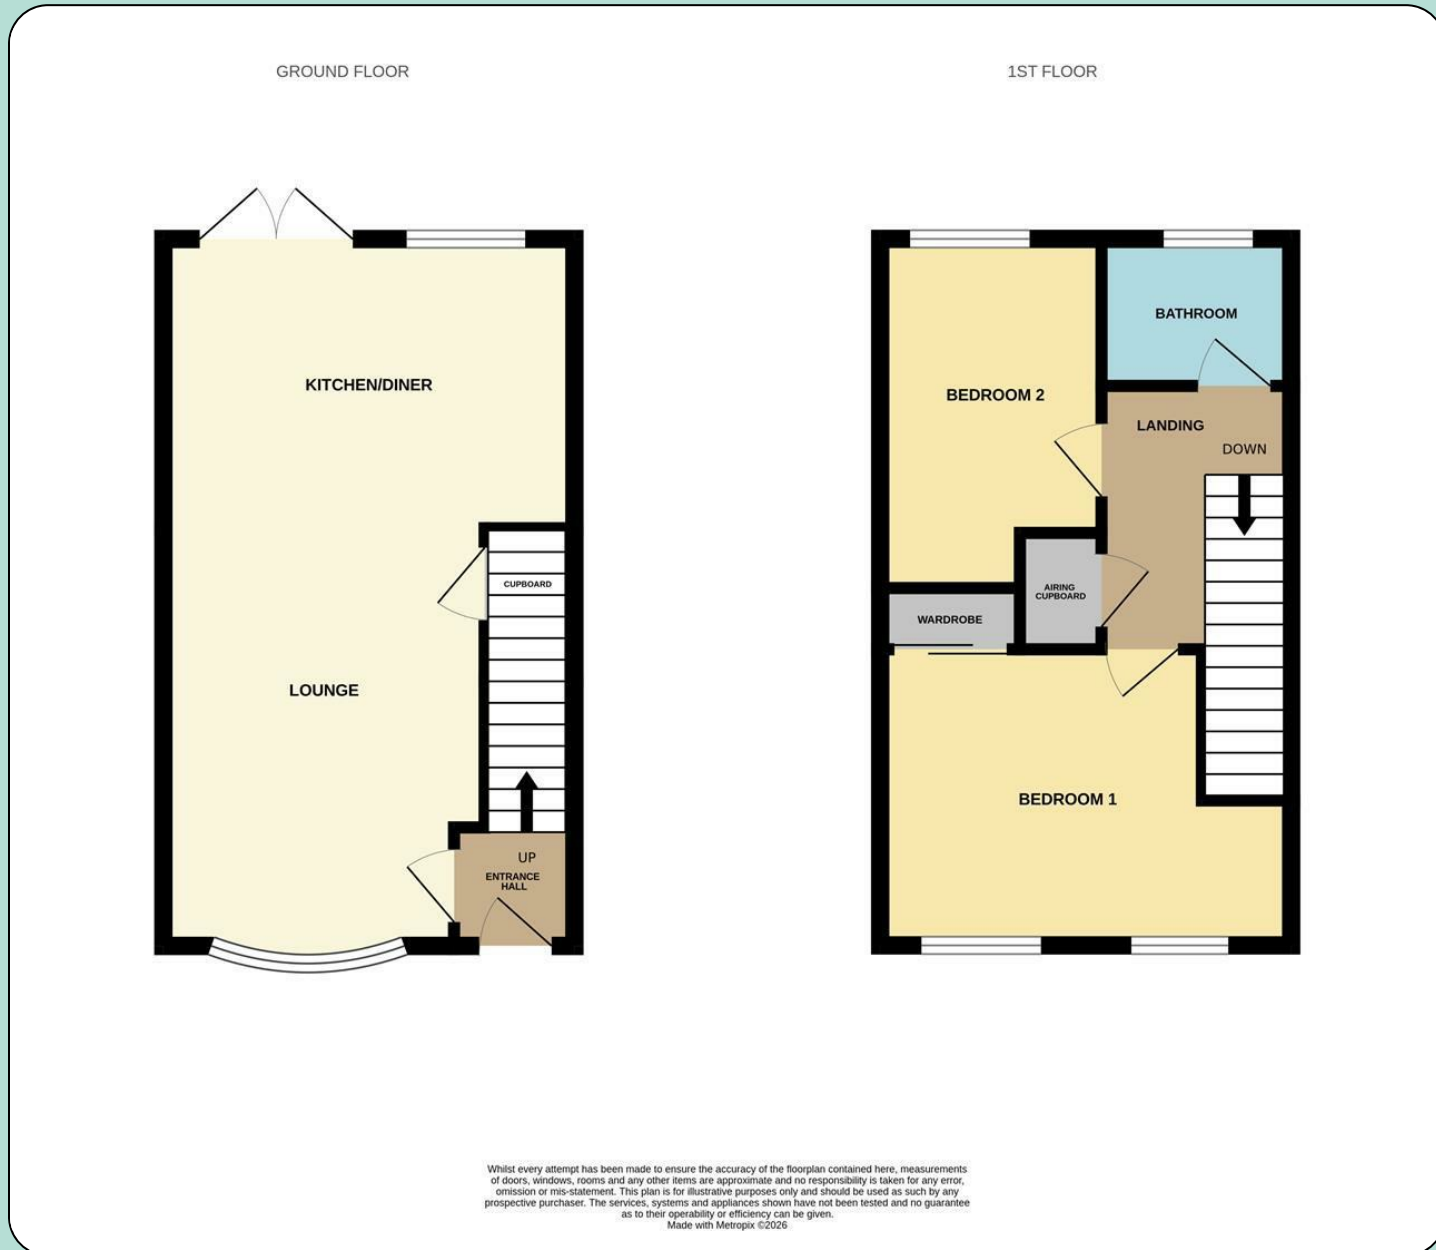 GROUND FLOOR
1ST FLOOR
KITCHEN/DINER
CUPBOARD
LOUNGE
UP
ENTRANCE
HALL
BATHROOM
BEDROOM 2
LANDING
DOWN
AIRING
CUPBOARD
WARDROBE
BEDROOM 1
Whilst every attempt has been made to ensure the accuracy of the floorplan contained here, measurements
of doors, windows, rooms and any other items are approximate and no responsibility is taken for any error,
omission or mis-statement. This plan is for illustrative purposes only and should be used as such by any
prospective purchaser. The services, systems and appliances shown have not been tested and no guarantee
as to their operability or efficiency can be given.
Made with Metropix ©2026